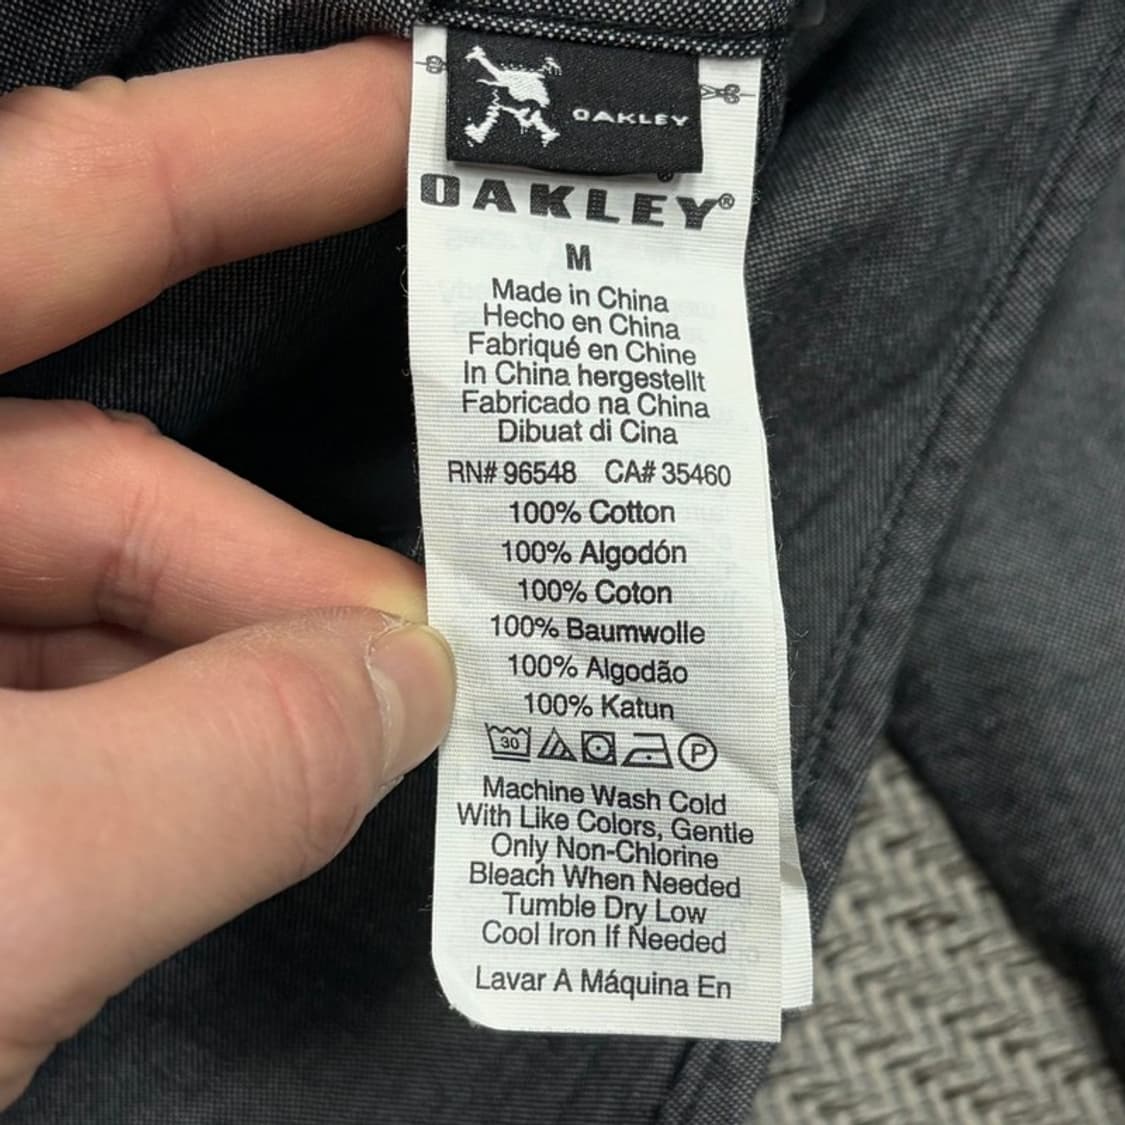 OAKLEY
OAKLEY®
M
Made in China
Hecho en China
Fabriqué en Chine
In China hergestellt
Fabricado na China
Dibuat di Cina
RN# 96548 CA# 35460
100% Cotton
100% Algodón
100% Coton
100% Baumwolle
100% Algodão
100% Katun
30 P
Machine Wash Cold
With Like Colors, Gentle
Only Non-Chlorine
Bleach When Needed
Tumble Dry Low
Cool Iron If Needed
Lavar A Máquina En